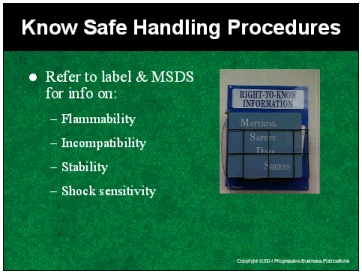 Know Safe Handling Procedures
● Refer to label & MSDS
for info on:
– Flammability
– Incompatibility
– Stability
– Shock sensitivity
RIGHT-TO-KNOW
INFORMATION
MATERIAL
SAFETY
DATA
SHEETS
Copyright ©2004 Progressive Business Publications